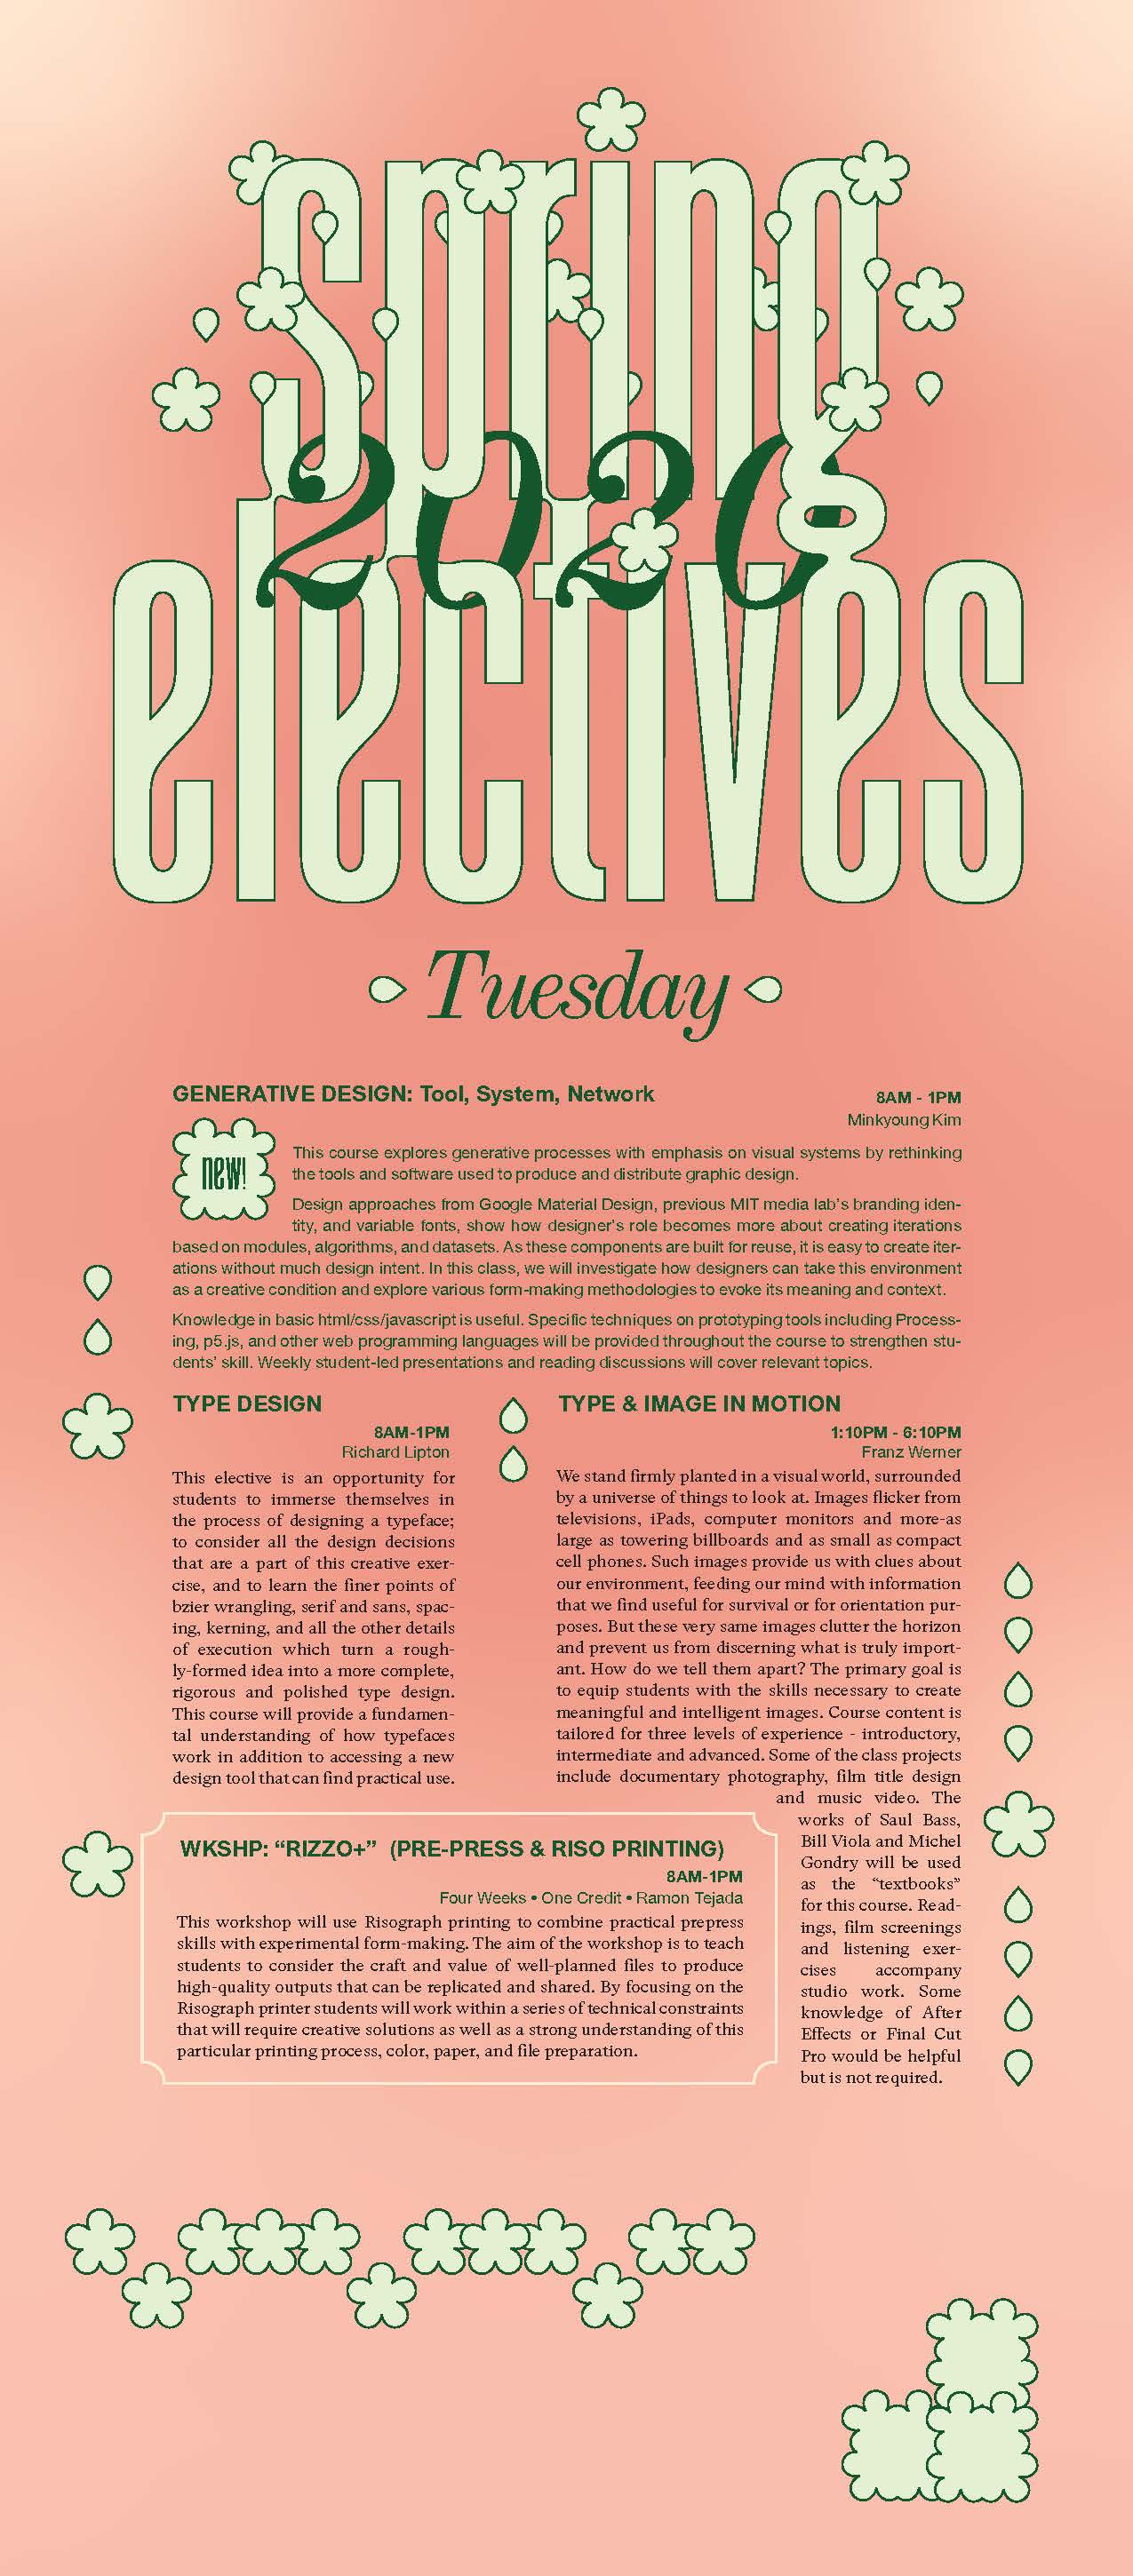 spring
2020
electives
Tuesday
GENERATIVE DESIGN: Tool, System, Network
8AM - 1PM
Minkyoung Kim
new!
This course explores generative processes with emphasis on visual systems by rethinking
the tools and software used to produce and distribute graphic design.
Design approaches from Google Material Design, previous MIT media lab's branding iden-
tity, and variable fonts, show how designer's role becomes more about creating iterations
based on modules, algorithms, and datasets. As these components are built for reuse, it is easy to create iter-
ations without much design intent. In this class, we will investigate how designers can take this environment
as a creative condition and explore various form-making methodologies to evoke its meaning and context.
Knowledge in basic html/css/javascript is useful. Specific techniques on prototyping tools including Process-
ing, p5.js, and other web programming languages will be provided throughout the course to strengthen stu-
dents' skill. Weekly student-led presentations and reading discussions will cover relevant topics.
TYPE DESIGN
8AM-1PM
Richard Lipton
This elective is an opportunity for
students to immerse themselves in
the process of designing a typeface;
to consider all the design decisions
that are a part of this creative exer-
cise, and to learn the finer points of
bzier wrangling, serif and sans, spac-
ing, kerning, and all the other details
of execution which turn a rough-
ly-formed idea into a more complete,
rigorous and polished type design.
This course will provide a fundamen-
tal understanding of how typefaces
work in addition to accessing a new
design tool that can find practical use.
TYPE & IMAGE IN MOTION
1:10PM - 6:10PM
Franz Werner
We stand firmly planted in a visual world, surrounded
by a universe of things to look at. Images flicker from
televisions, iPads, computer monitors and more-as
large as towering billboards and as small as compact
cell phones. Such images provide us with clues about
our environment, feeding our mind with information
that we find useful for survival or for orientation pur-
poses. But these very same images clutter the horizon
and prevent us from discerning what is truly import-
ant. How do we tell them apart? The primary goal is
to equip students with the skills necessary to create
meaningful and intelligent images. Course content is
tailored for three levels of experience - introductory,
intermediate and advanced. Some of the class projects
include documentary photography, film title design
and music video. The
works of Saul Bass,
Bill Viola and Michel
Gondry will be used
as the “textbooks”
for this course. Read-
ings, film screenings
and listening exer-
cises accompany
studio work. Some
knowledge of After
Effects or Final Cut
Pro would be helpful
but is not required.
WKSHP: “RIZZO+” (PRE-PRESS & RISO PRINTING)
8AM-1PM
Four Weeks • One Credit • Ramon Tejada
This workshop will use Risograph printing to combine practical prepress
skills with experimental form-making. The aim of the workshop is to teach
students to consider the craft and value of well-planned files to produce
high-quality outputs that can be replicated and shared. By focusing on the
Risograph printer students will work within a series of technical constraints
that will require creative solutions as well as a strong understanding of this
particular printing process, color, paper, and file preparation.